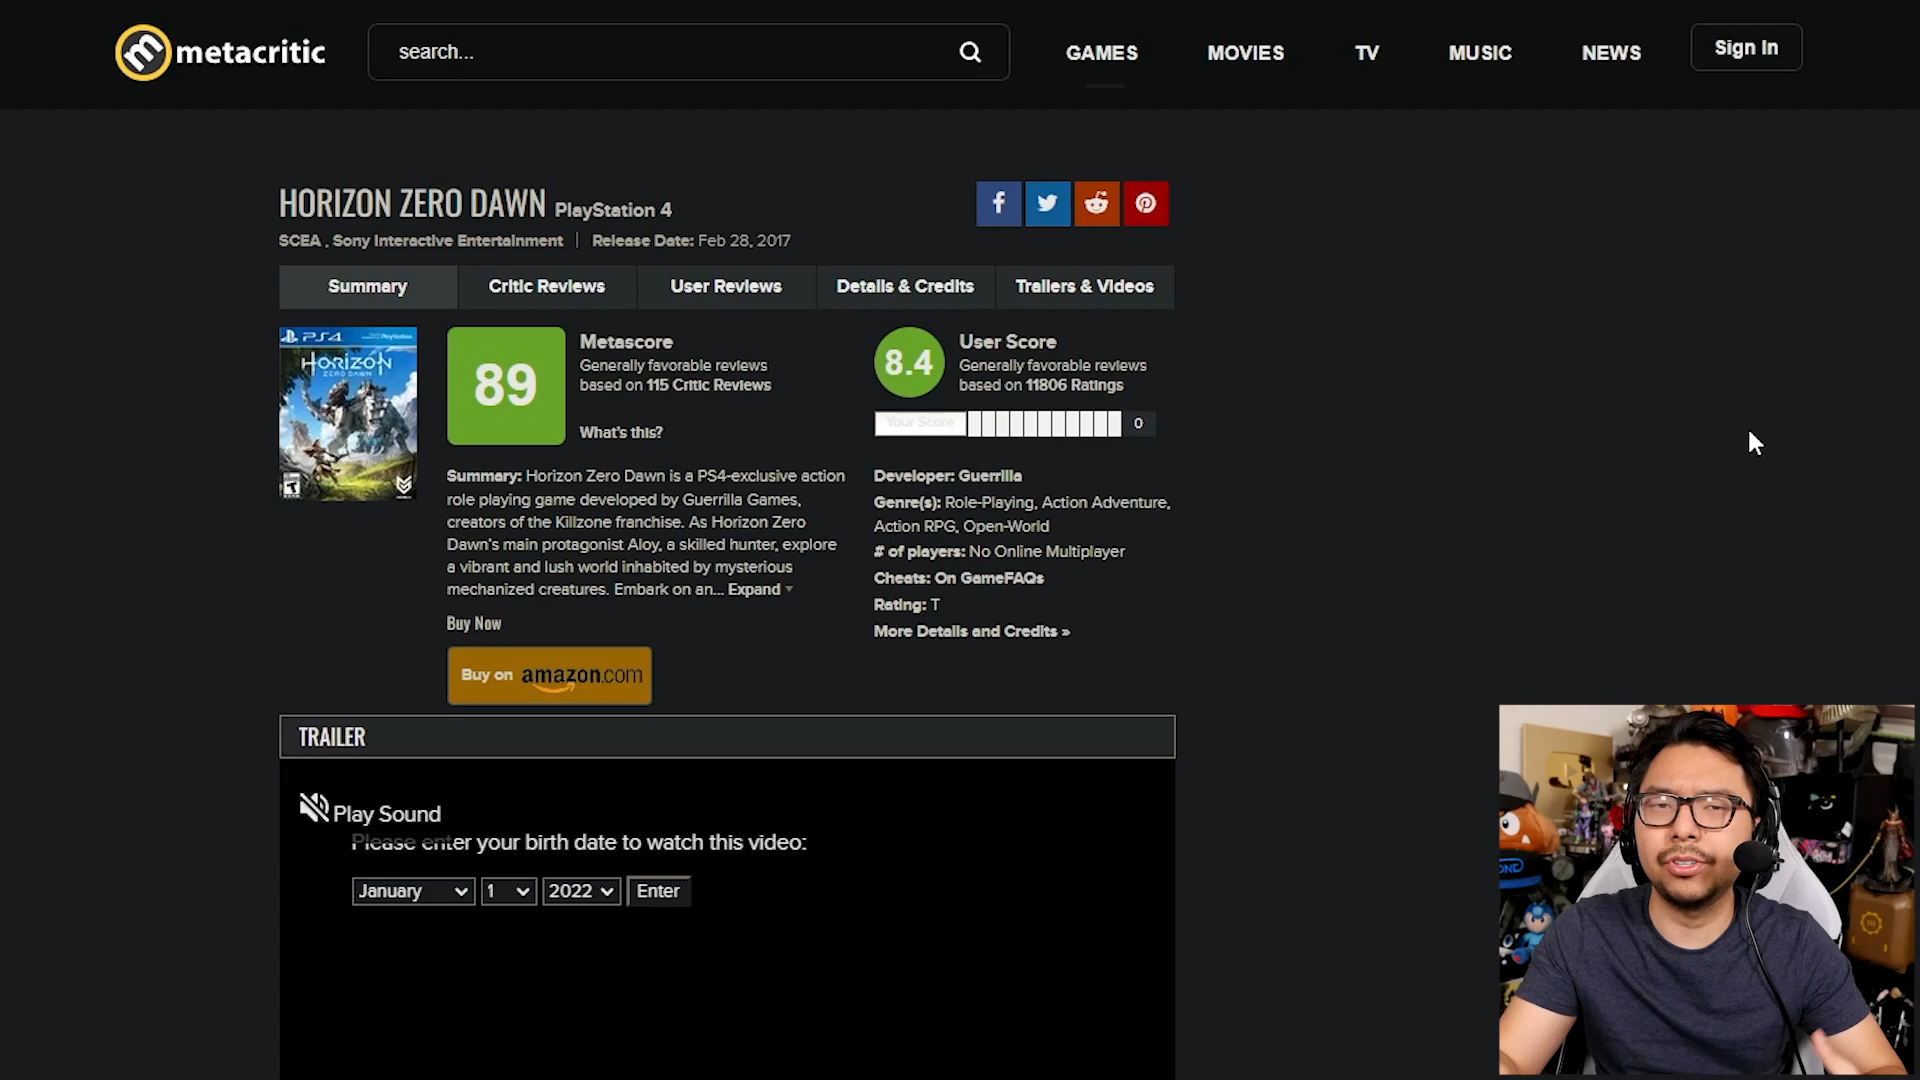 metacritic
search...
GAMES
MOVIES
TV
MUSIC
NEWS
Sign In
HORIZON ZERO DAWN PlayStation 4
SCEA , Sony Interactive Entertainment | Release Date: Feb 28, 2017
Summary
Critic Reviews
User Reviews
Details & Credits
Trailers & Videos
PS4
HORIZON
ZERO DAWN
89
Metascore
Generally favorable reviews
based on 115 Critic Reviews
What's this?
8.4
User Score
Generally favorable reviews
based on 11806 Ratings
Your Score
0
Summary: Horizon Zero Dawn is a PS4-exclusive action
role playing game developed by Guerrilla Games,
creators of the Killzone franchise. As Horizon Zero
Dawn's main protagonist Aloy, a skilled hunter, explore
a vibrant and lush world inhabited by mysterious
mechanized creatures. Embark on an... Expand
Developer: Guerrilla
Genre(s): Role-Playing, Action Adventure,
Action RPG, Open-World
# of players: No Online Multiplayer
Cheats: On GameFAQs
Rating: T
More Details and Credits »
Buy Now
Buy on amazon.com
TRAILER
Play Sound
Please enter your birth date to watch this video:
January
1
2022
Enter